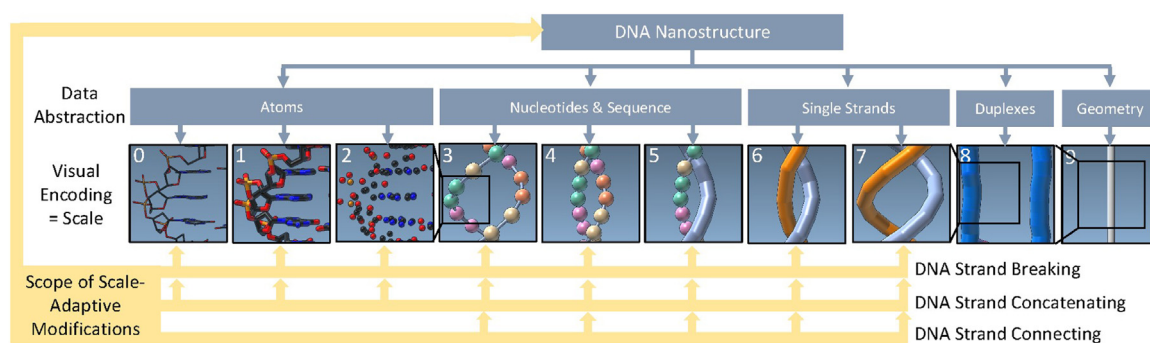 DNA Nanostructure
Data
Abstraction
Atoms
Nucleotides & Sequence
Single Strands
Duplexes
Geometry
Visual
Encoding
= Scale
0
1
2
3
4
5
6
7
8
9
Scope of Scale-
Adaptive
Modifications
DNA Strand Breaking
DNA Strand Concatenating
DNA Strand Connecting